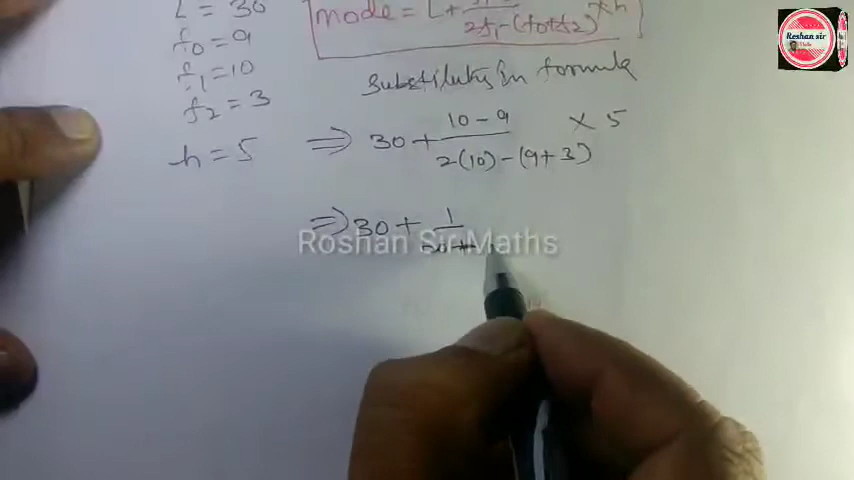 L = 30
mode = L + 2f1 - (f0+f2) × h
f0 = 9
f1 = 10
f2 = 3
h = 5
Substitute in formula
⇒ 30 + 10 - 9 / 2(10) - (9+3) × 5
⇒ 30 + 1
Roshan Sir Maths
Roshan sir